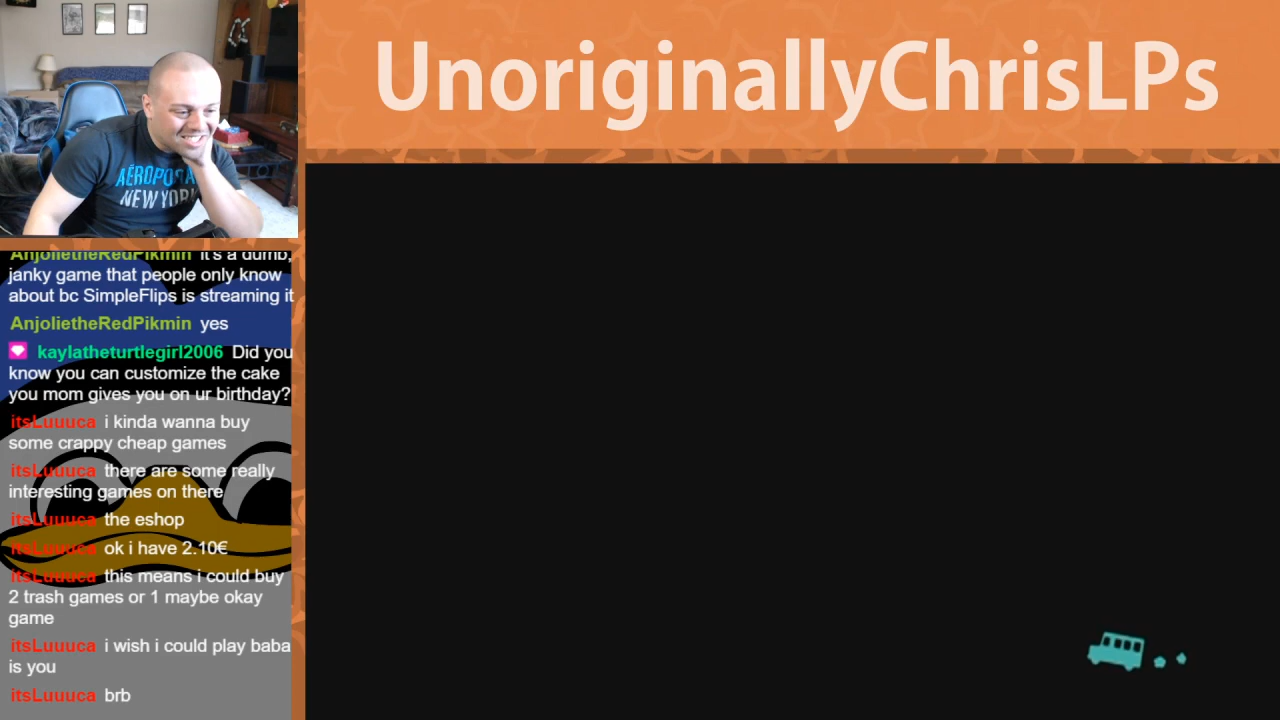 UnoriginallyChrisLPs
AÉROPOSTA
NEW YORK
AnjolietheRedPikmin it's a dumb,
janky game that people only know
about bc SimpleFlips is streaming it
AnjolietheRedPikmin yes
kaylatheturtlegirl2006 Did you
know you can customize the cake
you mom gives you on ur birthday?
itsLuuuca i kinda wanna buy
some crappy cheap games
itsLuuuca there are some really
interesting games on there
itsLuuuca the eshop
itsLuuuca ok i have 2.10€
itsLuuuca this means i could buy
2 trash games or 1 maybe okay
game
itsLuuuca i wish i could play baba
is you
itsLuuuca brb